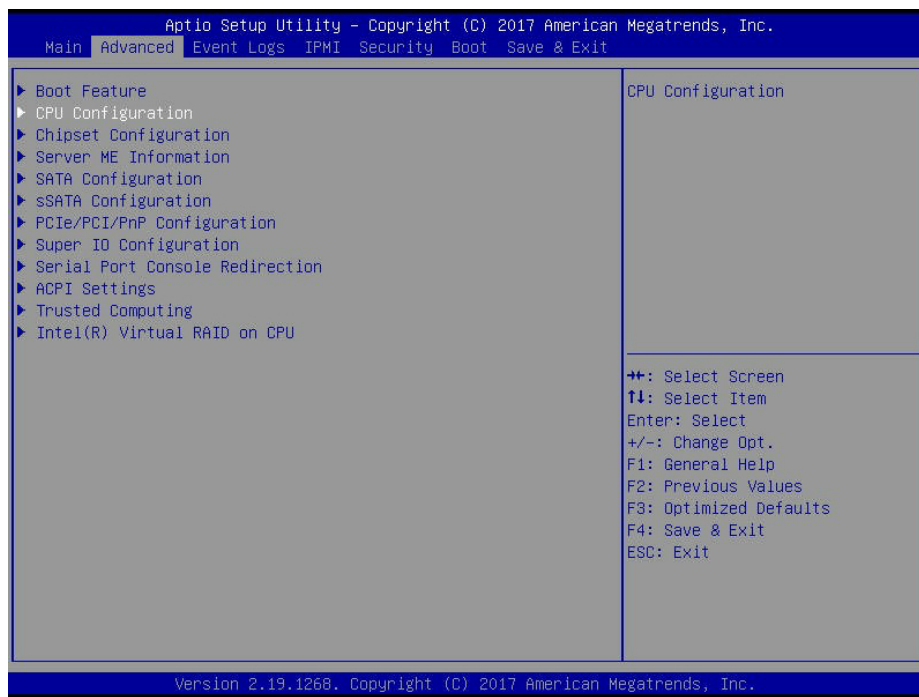 Aptio Setup Utility – Copyright (C) 2017 American Megatrends, Inc.
Main Advanced Event Logs IPMI Security Boot Save & Exit
▶ Boot Feature
▶ CPU Configuration
▶ Chipset Configuration
▶ Server ME Information
▶ SATA Configuration
▶ sSATA Configuration
▶ PCIe/PCI/PnP Configuration
▶ Super IO Configuration
▶ Serial Port Console Redirection
▶ ACPI Settings
▶ Trusted Computing
▶ Intel(R) Virtual RAID on CPU
CPU Configuration
→←: Select Screen
↑↓: Select Item
Enter: Select
+/-: Change Opt.
F1: General Help
F2: Previous Values
F3: Optimized Defaults
F4: Save & Exit
ESC: Exit
Version 2.19.1268. Copyright (C) 2017 American Megatrends, Inc.